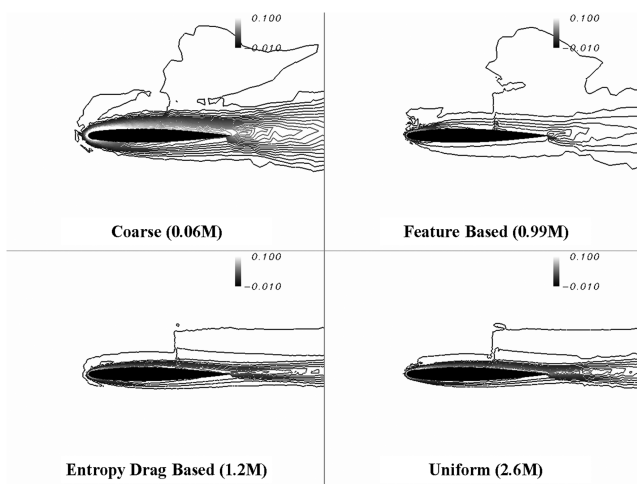 0.100
0.100
-0.010
-0.010
Coarse (0.06M)
Feature Based (0.99M)
0.100
0.100
-0.010
-0.010
Entropy Drag Based (1.2M)
Uniform (2.6M)